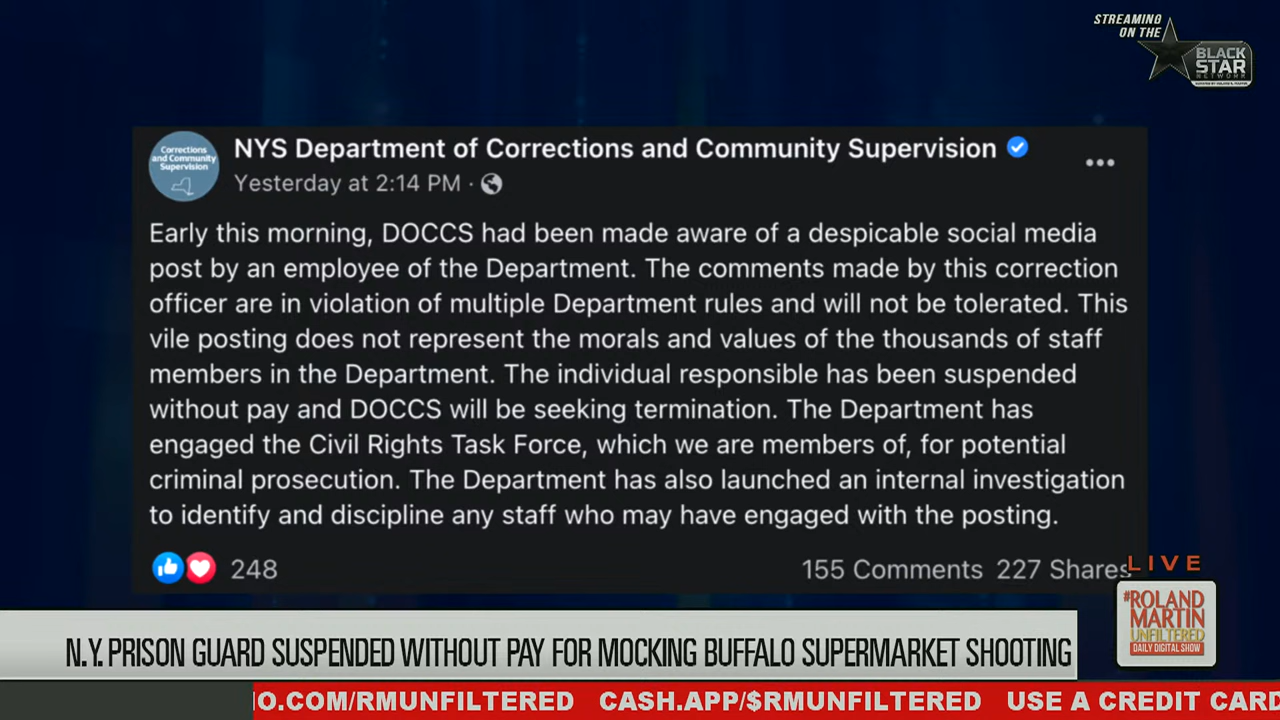 STREAMING
ON THE
BLACK
STAR
NETWORK
Corrections
and Community
Supervision
NYS Department of Corrections and Community Supervision
Yesterday at 2:14 PM ·
Early this morning, DOCCS had been made aware of a despicable social media
post by an employee of the Department. The comments made by this correction
officer are in violation of multiple Department rules and will not be tolerated. This
vile posting does not represent the morals and values of the thousands of staff
members in the Department. The individual responsible has been suspended
without pay and DOCCS will be seeking termination. The Department has
engaged the Civil Rights Task Force, which we are members of, for potential
criminal prosecution. The Department has also launched an internal investigation
to identify and discipline any staff who may have engaged with the posting.
248
155 Comments 227 Shares
LIVE
#ROLAND
MARTIN
UNFILTERED
DAILY DIGITAL SHOW
N.Y. PRISON GUARD SUSPENDED WITHOUT PAY FOR MOCKING BUFFALO SUPERMARKET SHOOTING
O.COM/RMUNFILTERED CASH.APP/$RMUNFILTERED USE A CREDIT CARD